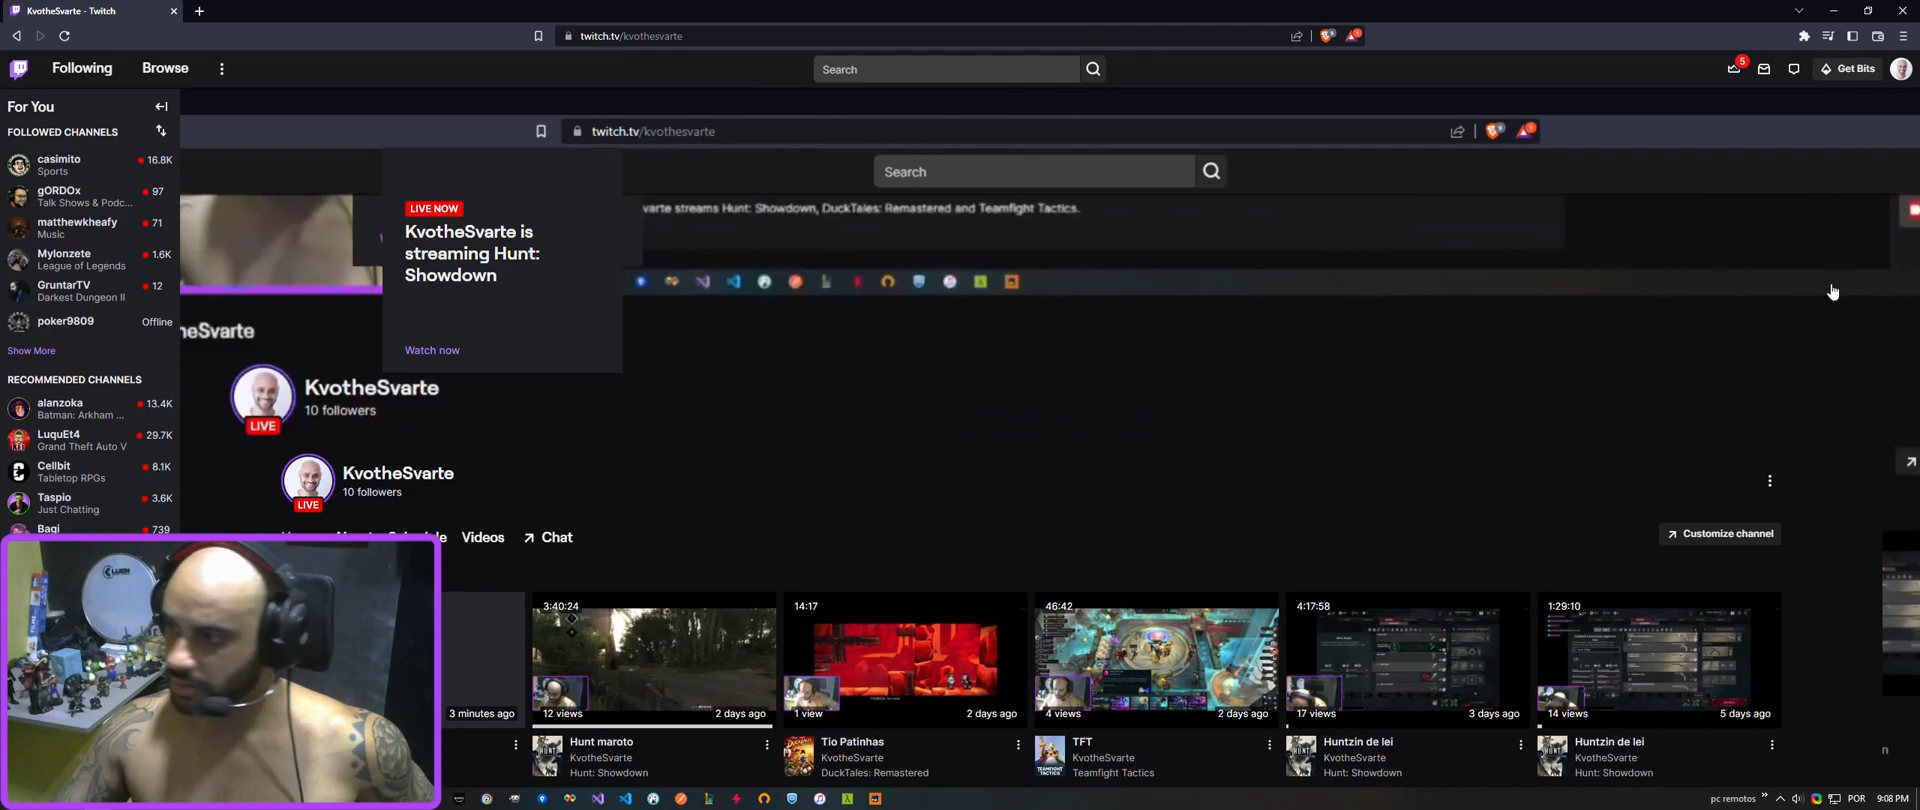 KvotheSvarte - Twitch
twitch.tv/kvothesvarte
Following
Browse
Search
5
Get Bits
For You
FOLLOWED CHANNELS
casimito
16.8K
Sports
gORDOx
97
Talk Shows & Podc...
matthewkheafy
71
Music
Mylonzete
1.6K
League of Legends
GruntarTV
12
Darkest Dungeon II
poker9809
Offline
Show More
RECOMMENDED CHANNELS
alanzoka
13.4K
Batman: Arkham ...
LuquEt4
29.7K
Grand Theft Auto V
Cellbit
8.1K
Tabletop RPGs
Taspio
3.6K
Just Chatting
Bagi
739
twitch.tv/kvothesvarte
Search
varte streams Hunt: Showdown, DuckTales: Remastered and Teamfight Tactics.
LIVE NOW
KvotheSvarte is
streaming Hunt:
Showdown
Watch now
heSvarte
KvotheSvarte
10 followers
LIVE
KvotheSvarte
10 followers
LIVE
Videos
Chat
Customize channel
3 minutes ago
3:40:24
12 views
2 days ago
Hunt maroto
KvotheSvarte
Hunt: Showdown
14:17
1 view
2 days ago
Tio Patinhas
KvotheSvarte
DuckTales: Remastered
46:42
4 views
2 days ago
TFT
KvotheSvarte
Teamfight Tactics
4:17:58
17 views
3 days ago
Huntzin de lei
KvotheSvarte
Hunt: Showdown
1:29:10
14 views
5 days ago
Huntzin de lei
KvotheSvarte
Hunt: Showdown
LUEN
pc remotos
POR
9:08 PM